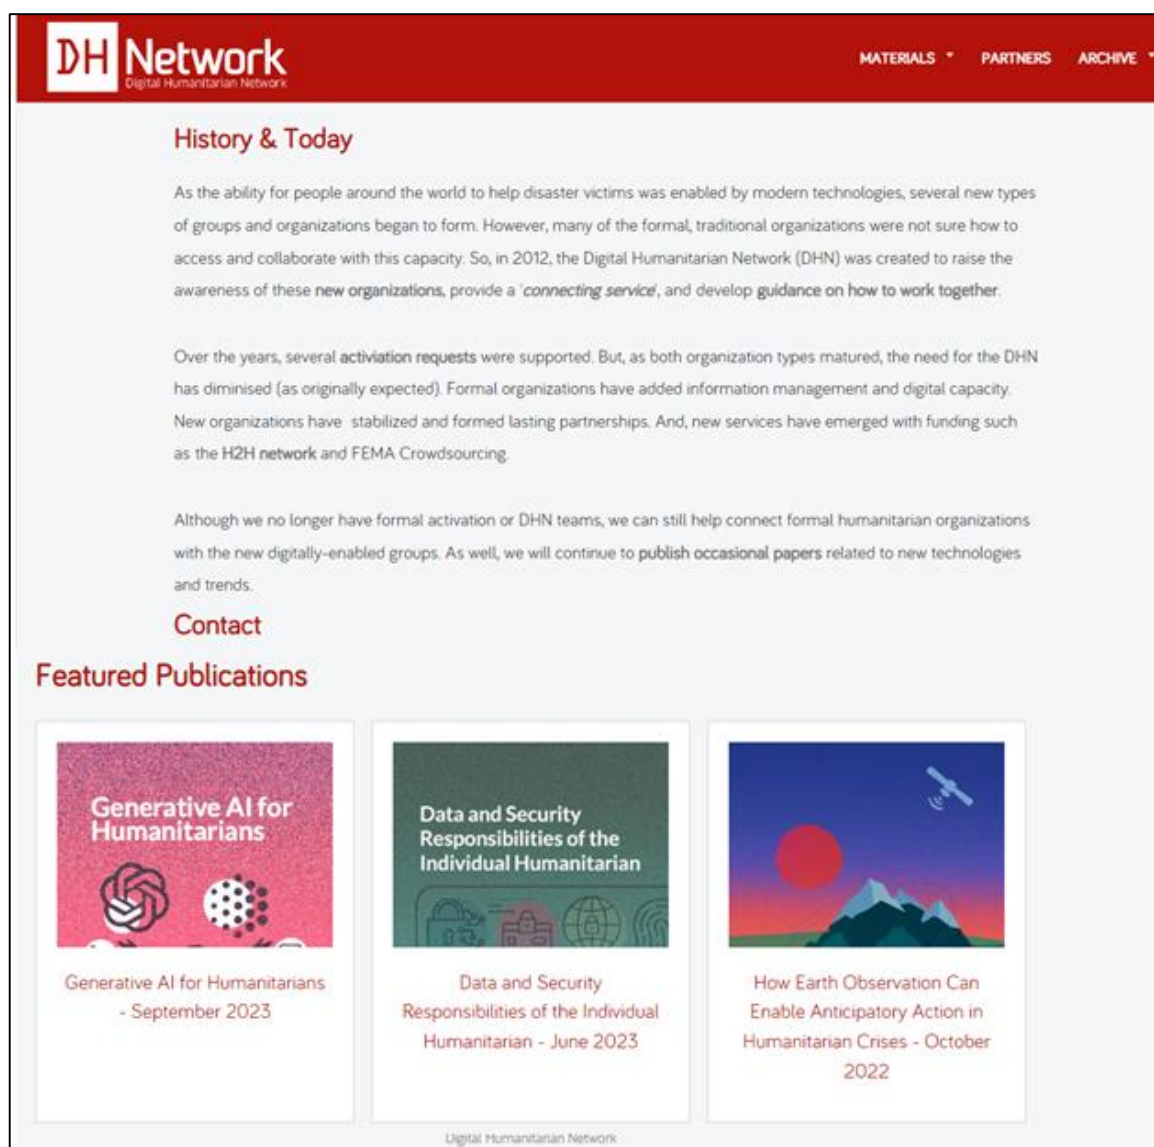 DH Network
Digital Humanitarian Network
MATERIALS
PARTNERS
ARCHIVE
History & Today
As the ability for people around the world to help disaster victims was enabled by modern technologies, several new types
of groups and organizations began to form. However, many of the formal, traditional organizations were not sure how to
access and collaborate with this capacity. So, in 2012, the Digital Humanitarian Network (DHN) was created to raise the
awareness of these new organizations, provide a 'connecting service', and develop guidance on how to work together.
Over the years, several activiation requests were supported. But, as both organization types matured, the need for the DHN
has diminised (as originally expected). Formal organizations have added information management and digital capacity.
New organizations have stabilized and formed lasting partnerships. And, new services have emerged with funding such
as the H2H network and FEMA Crowdsourcing.
Although we no longer have formal activation or DHN teams, we can still help connect formal humanitarian organizations
with the new digitally-enabled groups. As well, we will continue to publish occasional papers related to new technologies
and trends.
Contact
Featured Publications
Generative AI for
Humanitarians
Generative AI for Humanitarians
- September 2023
Data and Security
Responsibilities of the
Individual Humanitarian
Data and Security
Responsibilities of the Individual
Humanitarian - June 2023
How Earth Observation Can
Enable Anticipatory Action in
Humanitarian Crises - October
2022
Digital Humanitarian Network